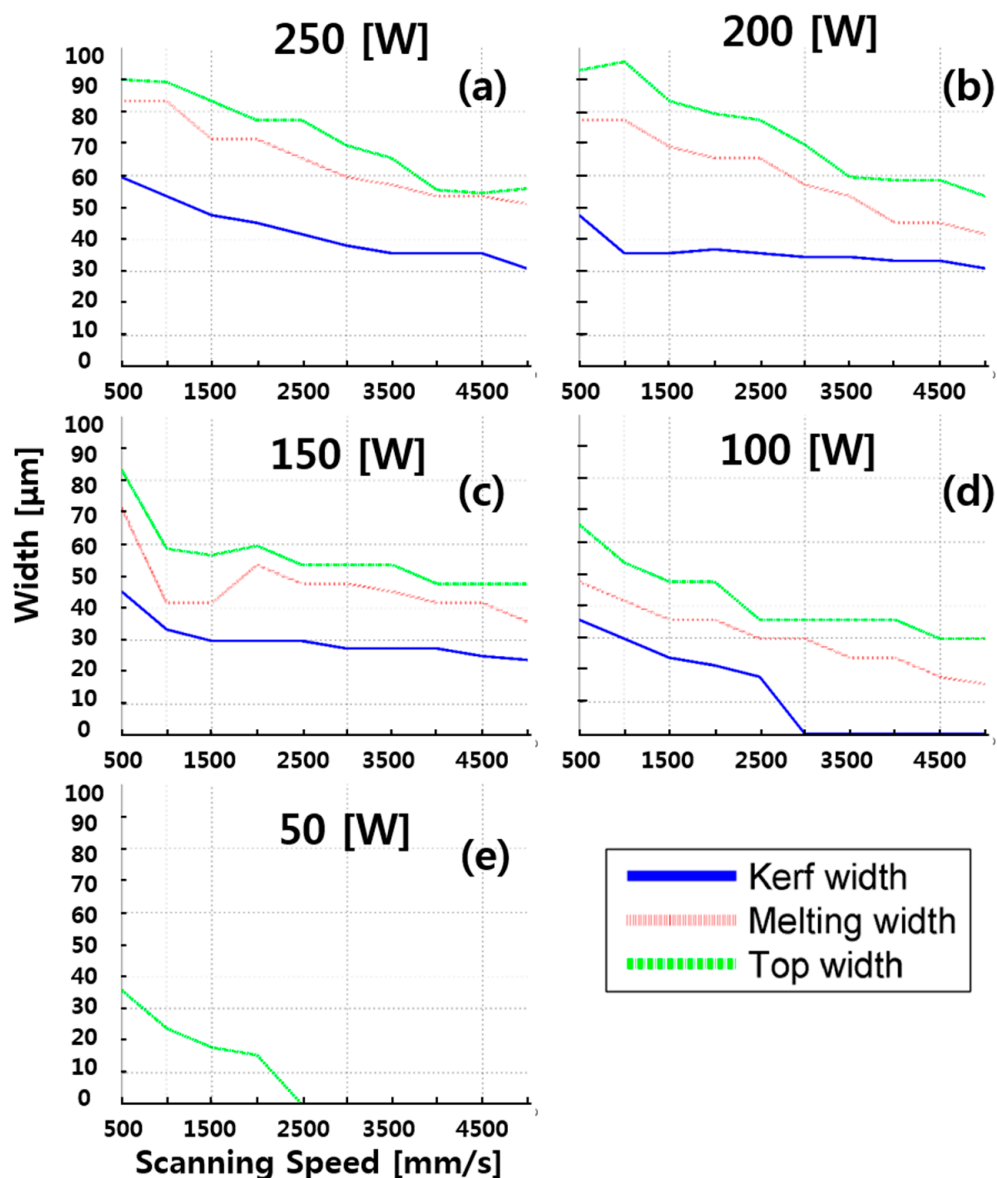 250 [W]
200 [W]
(a)
(b)
100
90
80
70
60
50
40
30
20
10
0
500 1500 2500 3500 4500
500 1500 2500 3500 4500
150 [W]
100 [W]
(c)
(d)
100
90
80
70
60
50
40
30
20
10
0
500 1500 2500 3500 4500
500 1500 2500 3500 4500
Width [μm]
50 [W]
(e)
100
90
80
70
60
50
40
30
20
10
0
500 1500 2500 3500 4500
Scanning Speed [mm/s]
Kerf width
Melting width
Top width